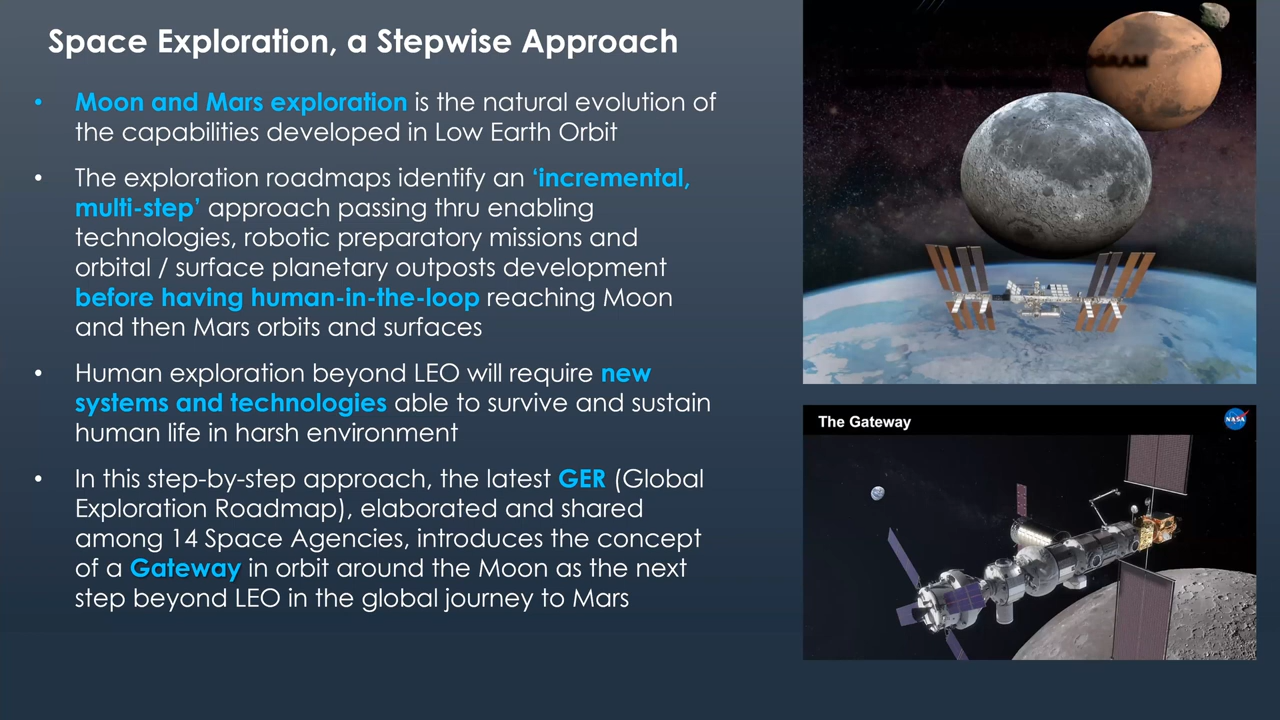 Space Exploration, a Stepwise Approach
• Moon and Mars exploration is the natural evolution of
the capabilities developed in Low Earth Orbit
• The exploration roadmaps identify an ‘incremental,
multi-step’ approach passing thru enabling
technologies, robotic preparatory missions and
orbital / surface planetary outposts development
before having human-in-the-loop reaching Moon
and then Mars orbits and surfaces
• Human exploration beyond LEO will require new
systems and technologies able to survive and sustain
human life in harsh environment
• In this step-by-step approach, the latest GER (Global
Exploration Roadmap), elaborated and shared
among 14 Space Agencies, introduces the concept
of a Gateway in orbit around the Moon as the next
step beyond LEO in the global journey to Mars
The Gateway
NASA